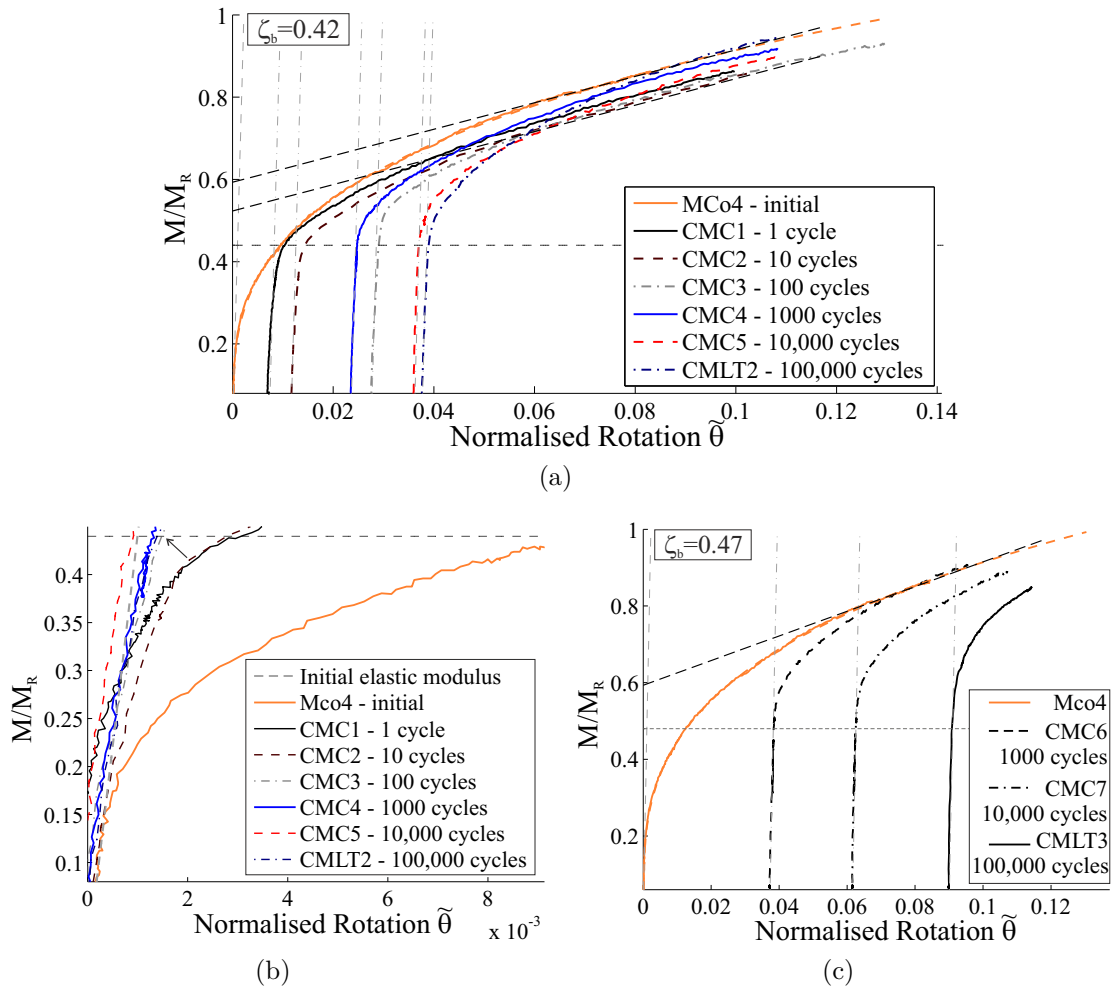 ζb=0.42
1
0.8
0.6
0.4
0.2
M/MR
MCo4 - initial
CMC1 - 1 cycle
CMC2 - 10 cycles
CMC3 - 100 cycles
CMC4 - 1000 cycles
CMC5 - 10,000 cycles
CMLT2 - 100,000 cycles
0 0.02 0.04 0.06 0.08 0.1 0.12 0.14
Normalised Rotation θ̃
(a)
0.4
0.35
0.3
0.25
0.2
0.15
0.1
M/MR
Initial elastic modulus
Mco4 - initial
CMC1 - 1 cycle
CMC2 - 10 cycles
CMC3 - 100 cycles
CMC4 - 1000 cycles
CMC5 - 10,000 cycles
CMLT2 - 100,000 cycles
0 2 4 6 8
Normalised Rotation θ̃
x 10⁻³
(b)
ζb=0.47
1
0.8
0.6
0.4
0.2
M/MR
Mco4
CMC6
1000 cycles
CMC7
10,000 cycles
CMLT3
100,000 cycles
0 0.02 0.04 0.06 0.08 0.1 0.12
Normalised Rotation θ̃
(c)